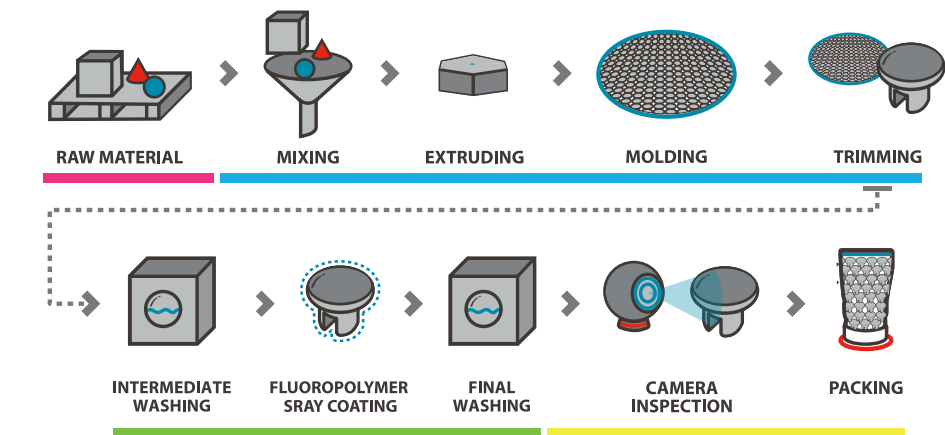 RAW MATERIAL
MIXING
EXTRUDING
MOLDING
TRIMMING
INTERMEDIATE
WASHING
FLUOROPOLYMER
SRAY COATING
FINAL
WASHING
CAMERA
INSPECTION
PACKING